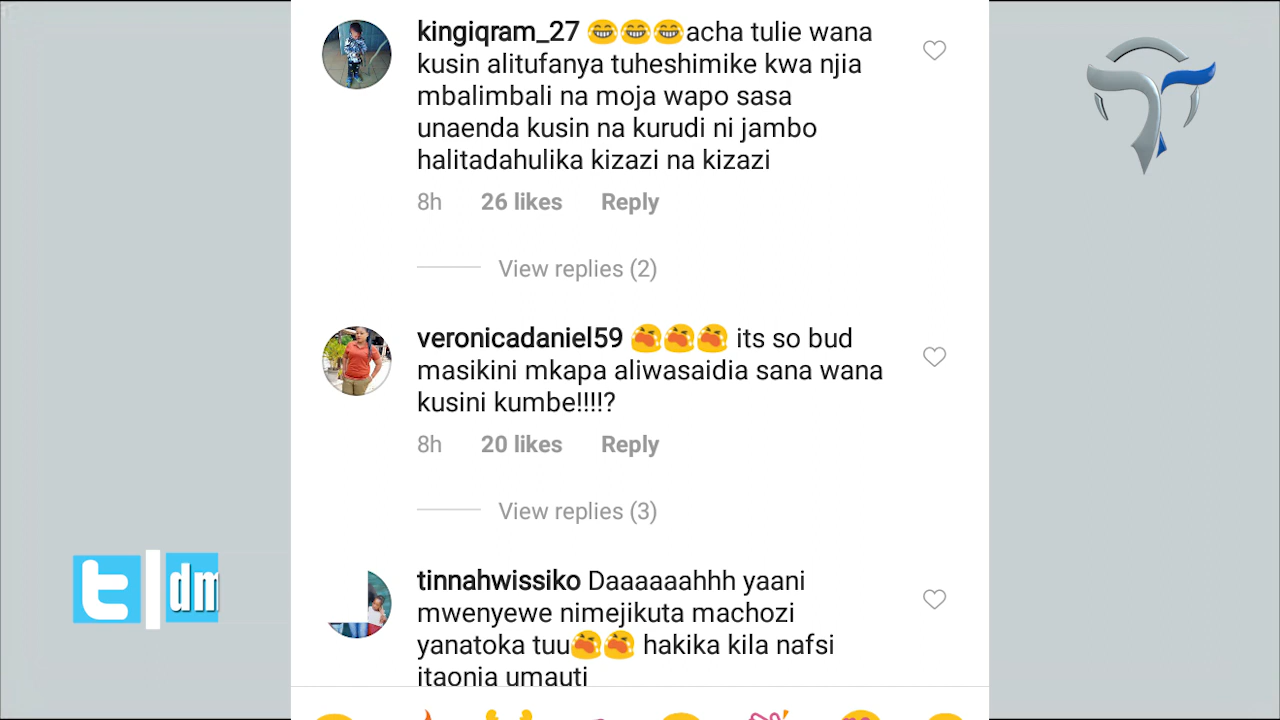 kingiqram_27 😂😂😂acha tulie wana
kusin alitufanya tuheshimike kwa njia
mbalimbali na moja wapo sasa
unaenda kusin na kurudi ni jambo
halitadahulika kizazi na kizazi
8h 26 likes Reply
View replies (2)
veronicadaniel59 😭😭😭 its so bud
masikini mkapa aliwasaidia sana wana
kusini kumbe!!!!?
8h 20 likes Reply
View replies (3)
tinnahwissiko Daaaaaahhh yaani
mwenyewe nimejikuta machozi
yanatoka tuu😭😭 hakika kila nafsi
itaonja umauti
t dm